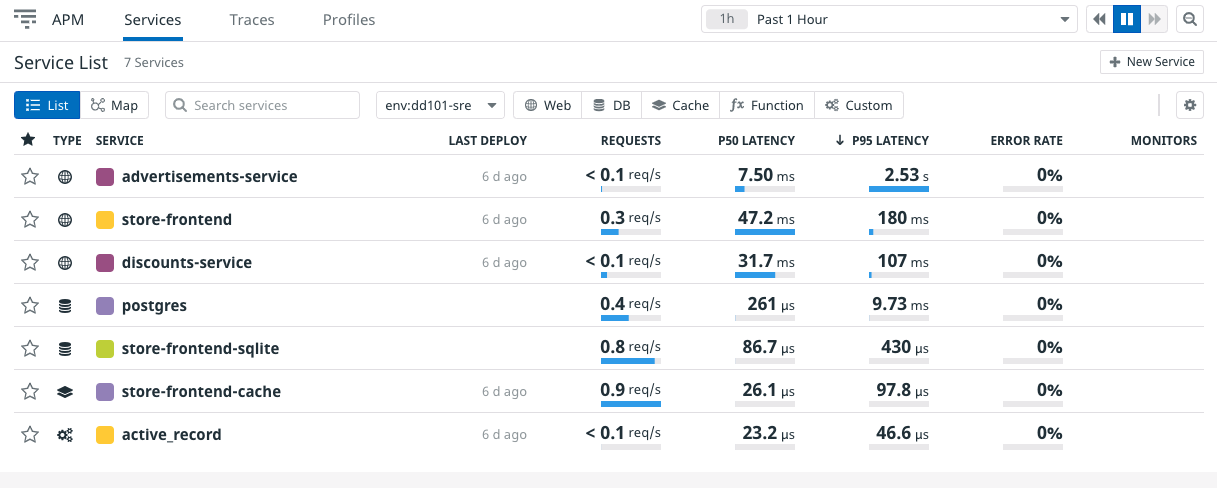 APM Services Traces Profiles 1h Past 1 Hour
Service List 7 Services + New Service
List Map Search services env:dd101-sre Web DB Cache fx Function Custom
TYPE SERVICE LAST DEPLOY REQUESTS P50 LATENCY ↓ P95 LATENCY ERROR RATE MONITORS
advertisements-service 6 d ago < 0.1 req/s 7.50 ms 2.53 s 0%
store-frontend 6 d ago 0.3 req/s 47.2 ms 180 ms 0%
discounts-service 6 d ago < 0.1 req/s 31.7 ms 107 ms 0%
postgres 0.4 req/s 261 μs 9.73 ms 0%
store-frontend-sqlite 0.8 req/s 86.7 μs 430 μs 0%
store-frontend-cache 6 d ago 0.9 req/s 26.1 μs 97.8 μs 0%
active_record 6 d ago < 0.1 req/s 23.2 μs 46.6 μs 0%